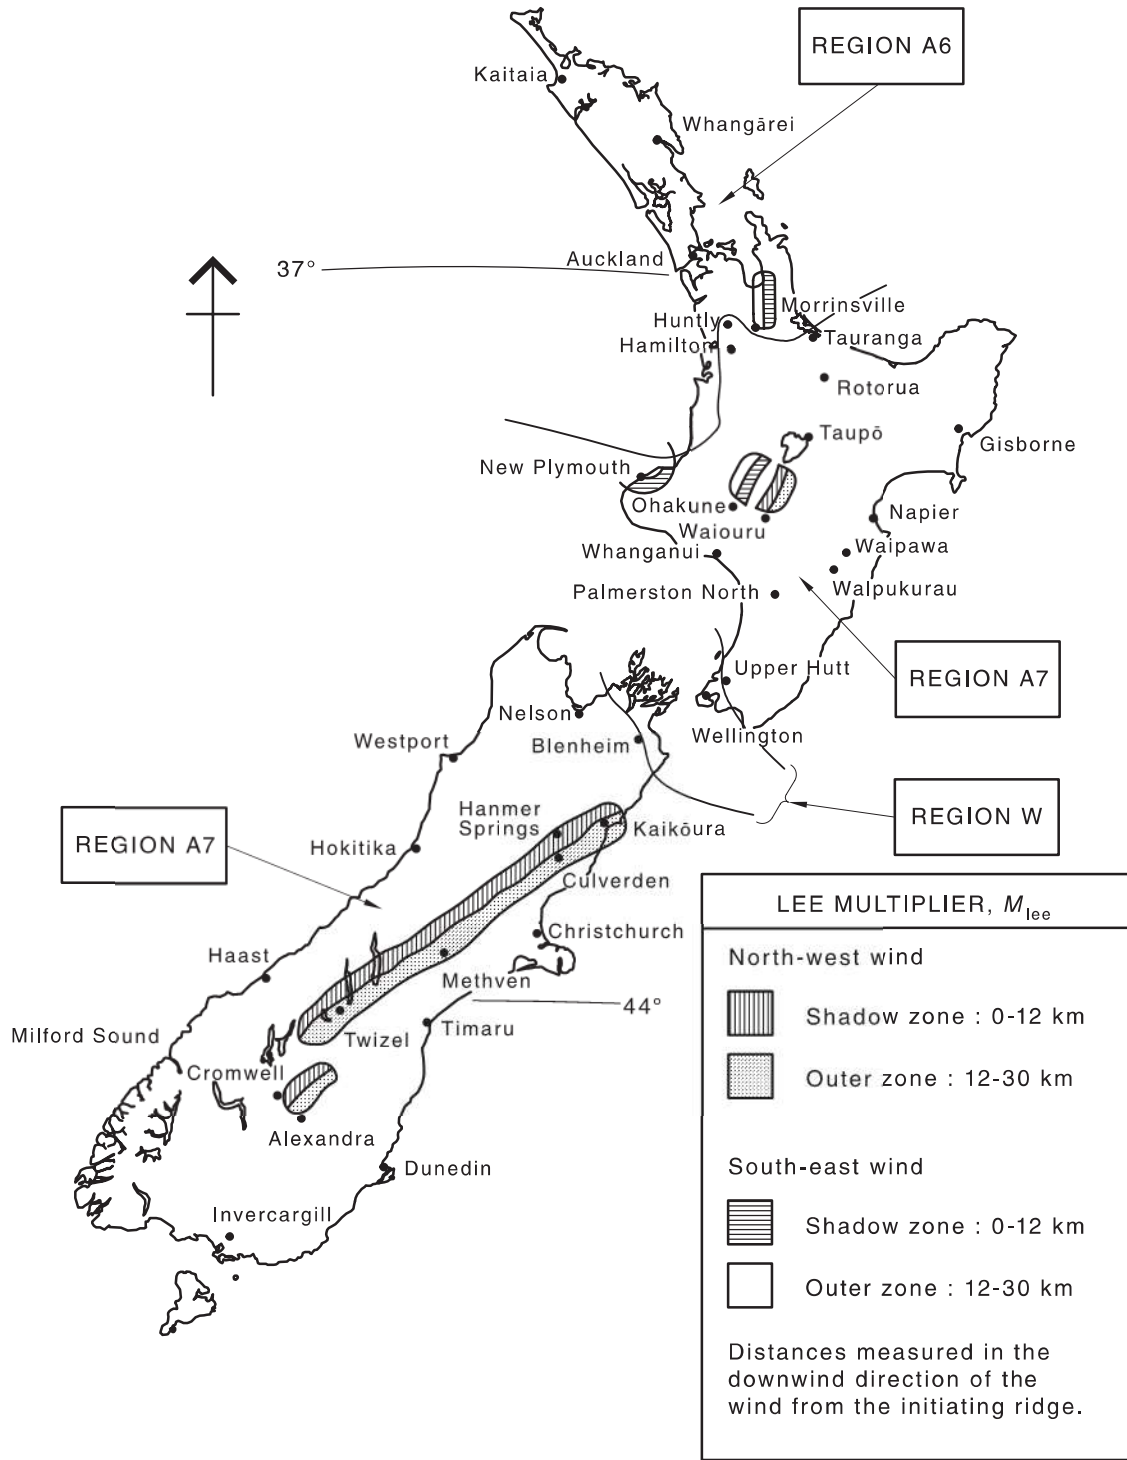 REGION A6
Kaitaia
Whangārei
Auckland
37°
Morrinsville
Huntly
Hamilton
Tauranga
Rotorua
Taupō
Gisborne
New Plymouth
Ohakune
Waiouru
Napier
Whanganui
Waipawa
Walpukurau
Palmerston North
REGION A7
Upper Hutt
Nelson
Wellington
Westport
Blenheim
REGION W
Hanmer
Springs
Kaikōura
REGION A7
Hokitika
Culverden
Christchurch
Haast
Methven
44°
Milford Sound
Twizel
Timaru
Cromwell
Alexandra
Dunedin
Invercargill
LEE MULTIPLIER, M lee
North-west wind
Shadow zone : 0-12 km
Outer zone : 12-30 km
South-east wind
Shadow zone : 0-12 km
Outer zone : 12-30 km
Distances measured in the
downwind direction of the
wind from the initiating ridge.